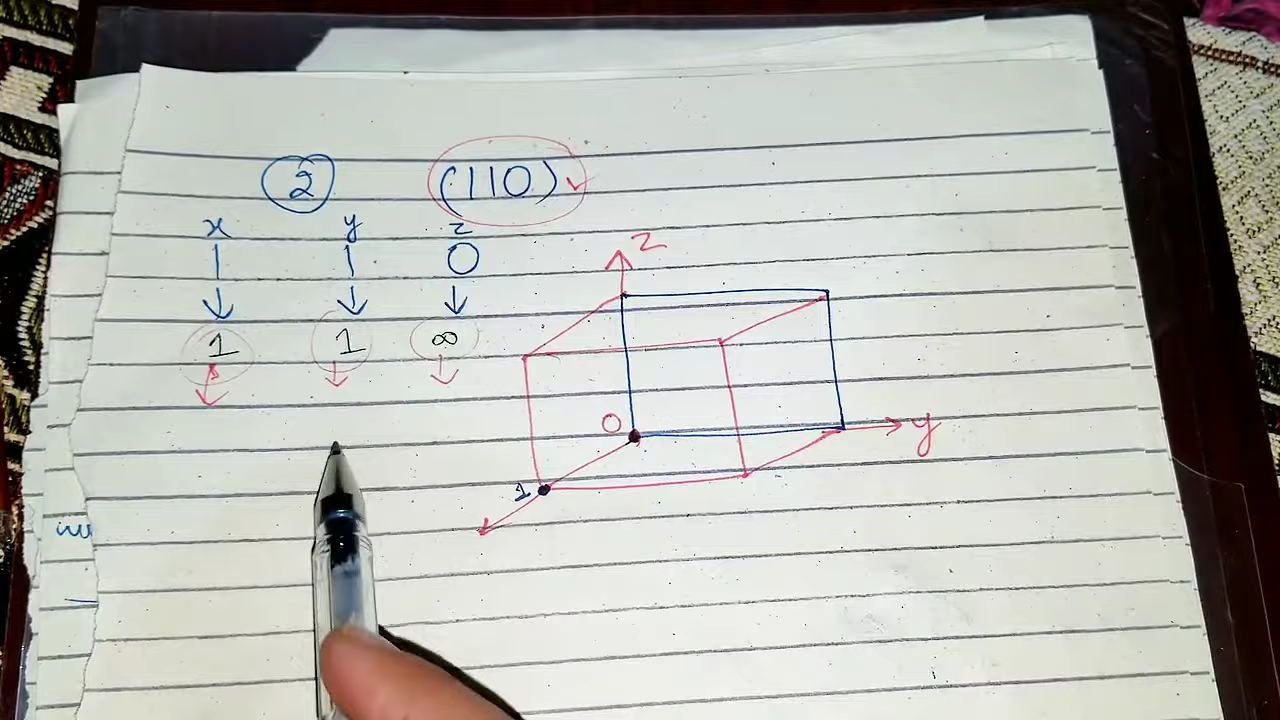 2 (110)
x y z
1 1 0
1 1 ∞
z
0
y
1